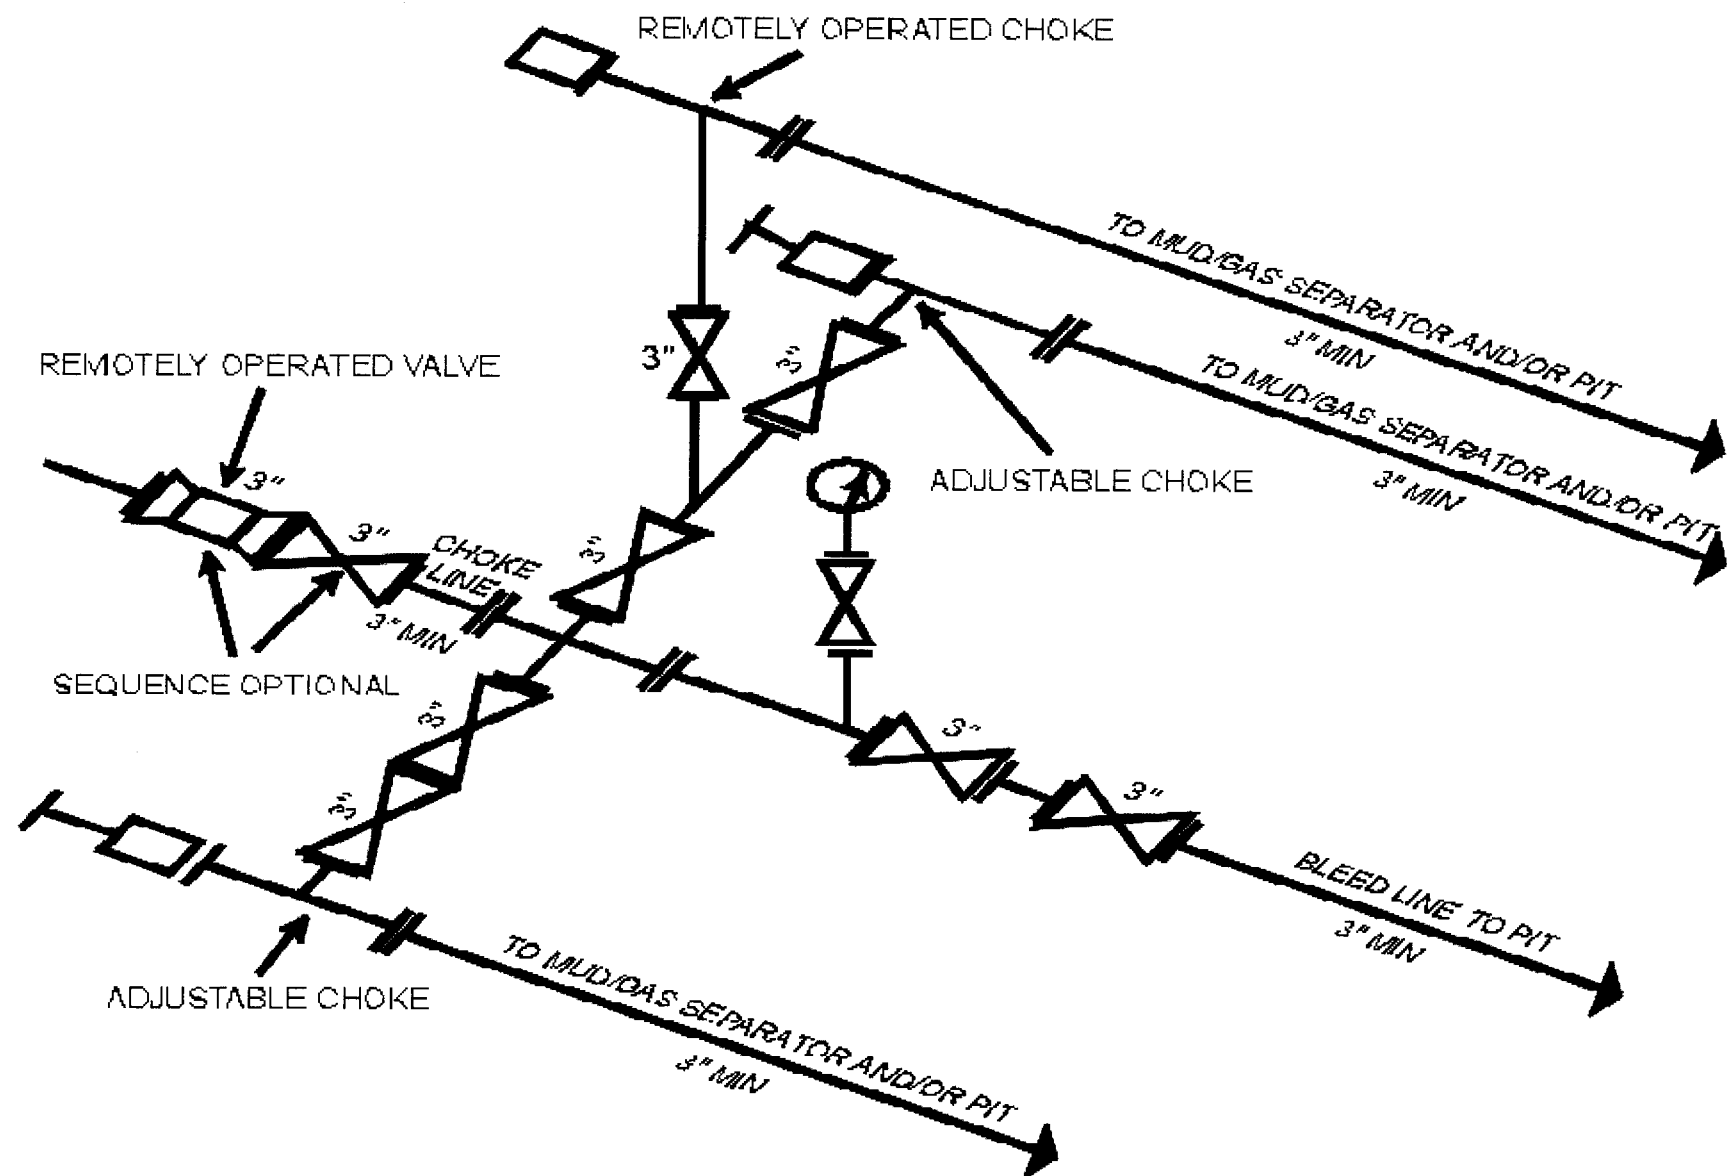 REMOTELY OPERATED CHOKE
TO MUD/GAS SEPARATOR AND/OR PIT
3" MIN
TO MUD/GAS SEPARATOR AND/OR PIT
3" MIN
3"
3"
REMOTELY OPERATED VALVE
ADJUSTABLE CHOKE
3"
3"
CHOKE
LINE
3" MIN
3"
SEQUENCE OPTIONAL
3"
3"
3"
3"
BLEED LINE TO PIT
3" MIN
ADJUSTABLE CHOKE
TO MUD/GAS SEPARATOR AND/OR PIT
3" MIN